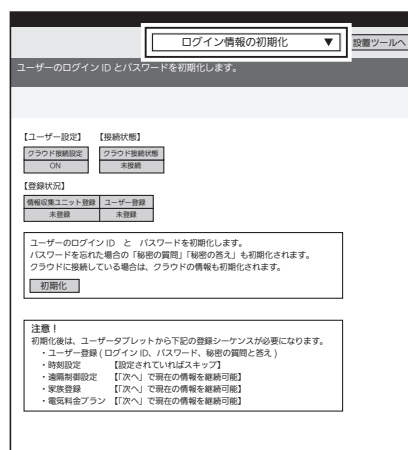 ログイン情報の初期化 ▼ 設置ツールへ
ユーザーのログイン ID とパスワードを初期化します。
【ユーザー設定】 【接続状態】
クラウド接続設定 クラウド接続状態
ON 未接続
【登録状況】
情報収集ユニット登録 ユーザー登録
未登録 未登録
ユーザーのログイン ID と パスワードを初期化します。
パスワードを忘れた場合の「秘密の質問」「秘密の答え」も初期化されます。
クラウドに接続している場合は、クラウドの情報も初期化されます。
初期化
注意！
初期化後は、ユーザータブレットから下記の登録シーケンスが必要になります。
・ユーザー登録 ( ログイン ID、パスワード、秘密の質問と答え )
・時刻設定 【設定されていればスキップ】
・遠隔制御設定 【「次へ」で現在の情報を継続可能】
・家族登録 【「次へ」で現在の情報を継続可能】
・電気料金プラン 【「次へ」で現在の情報を継続可能】